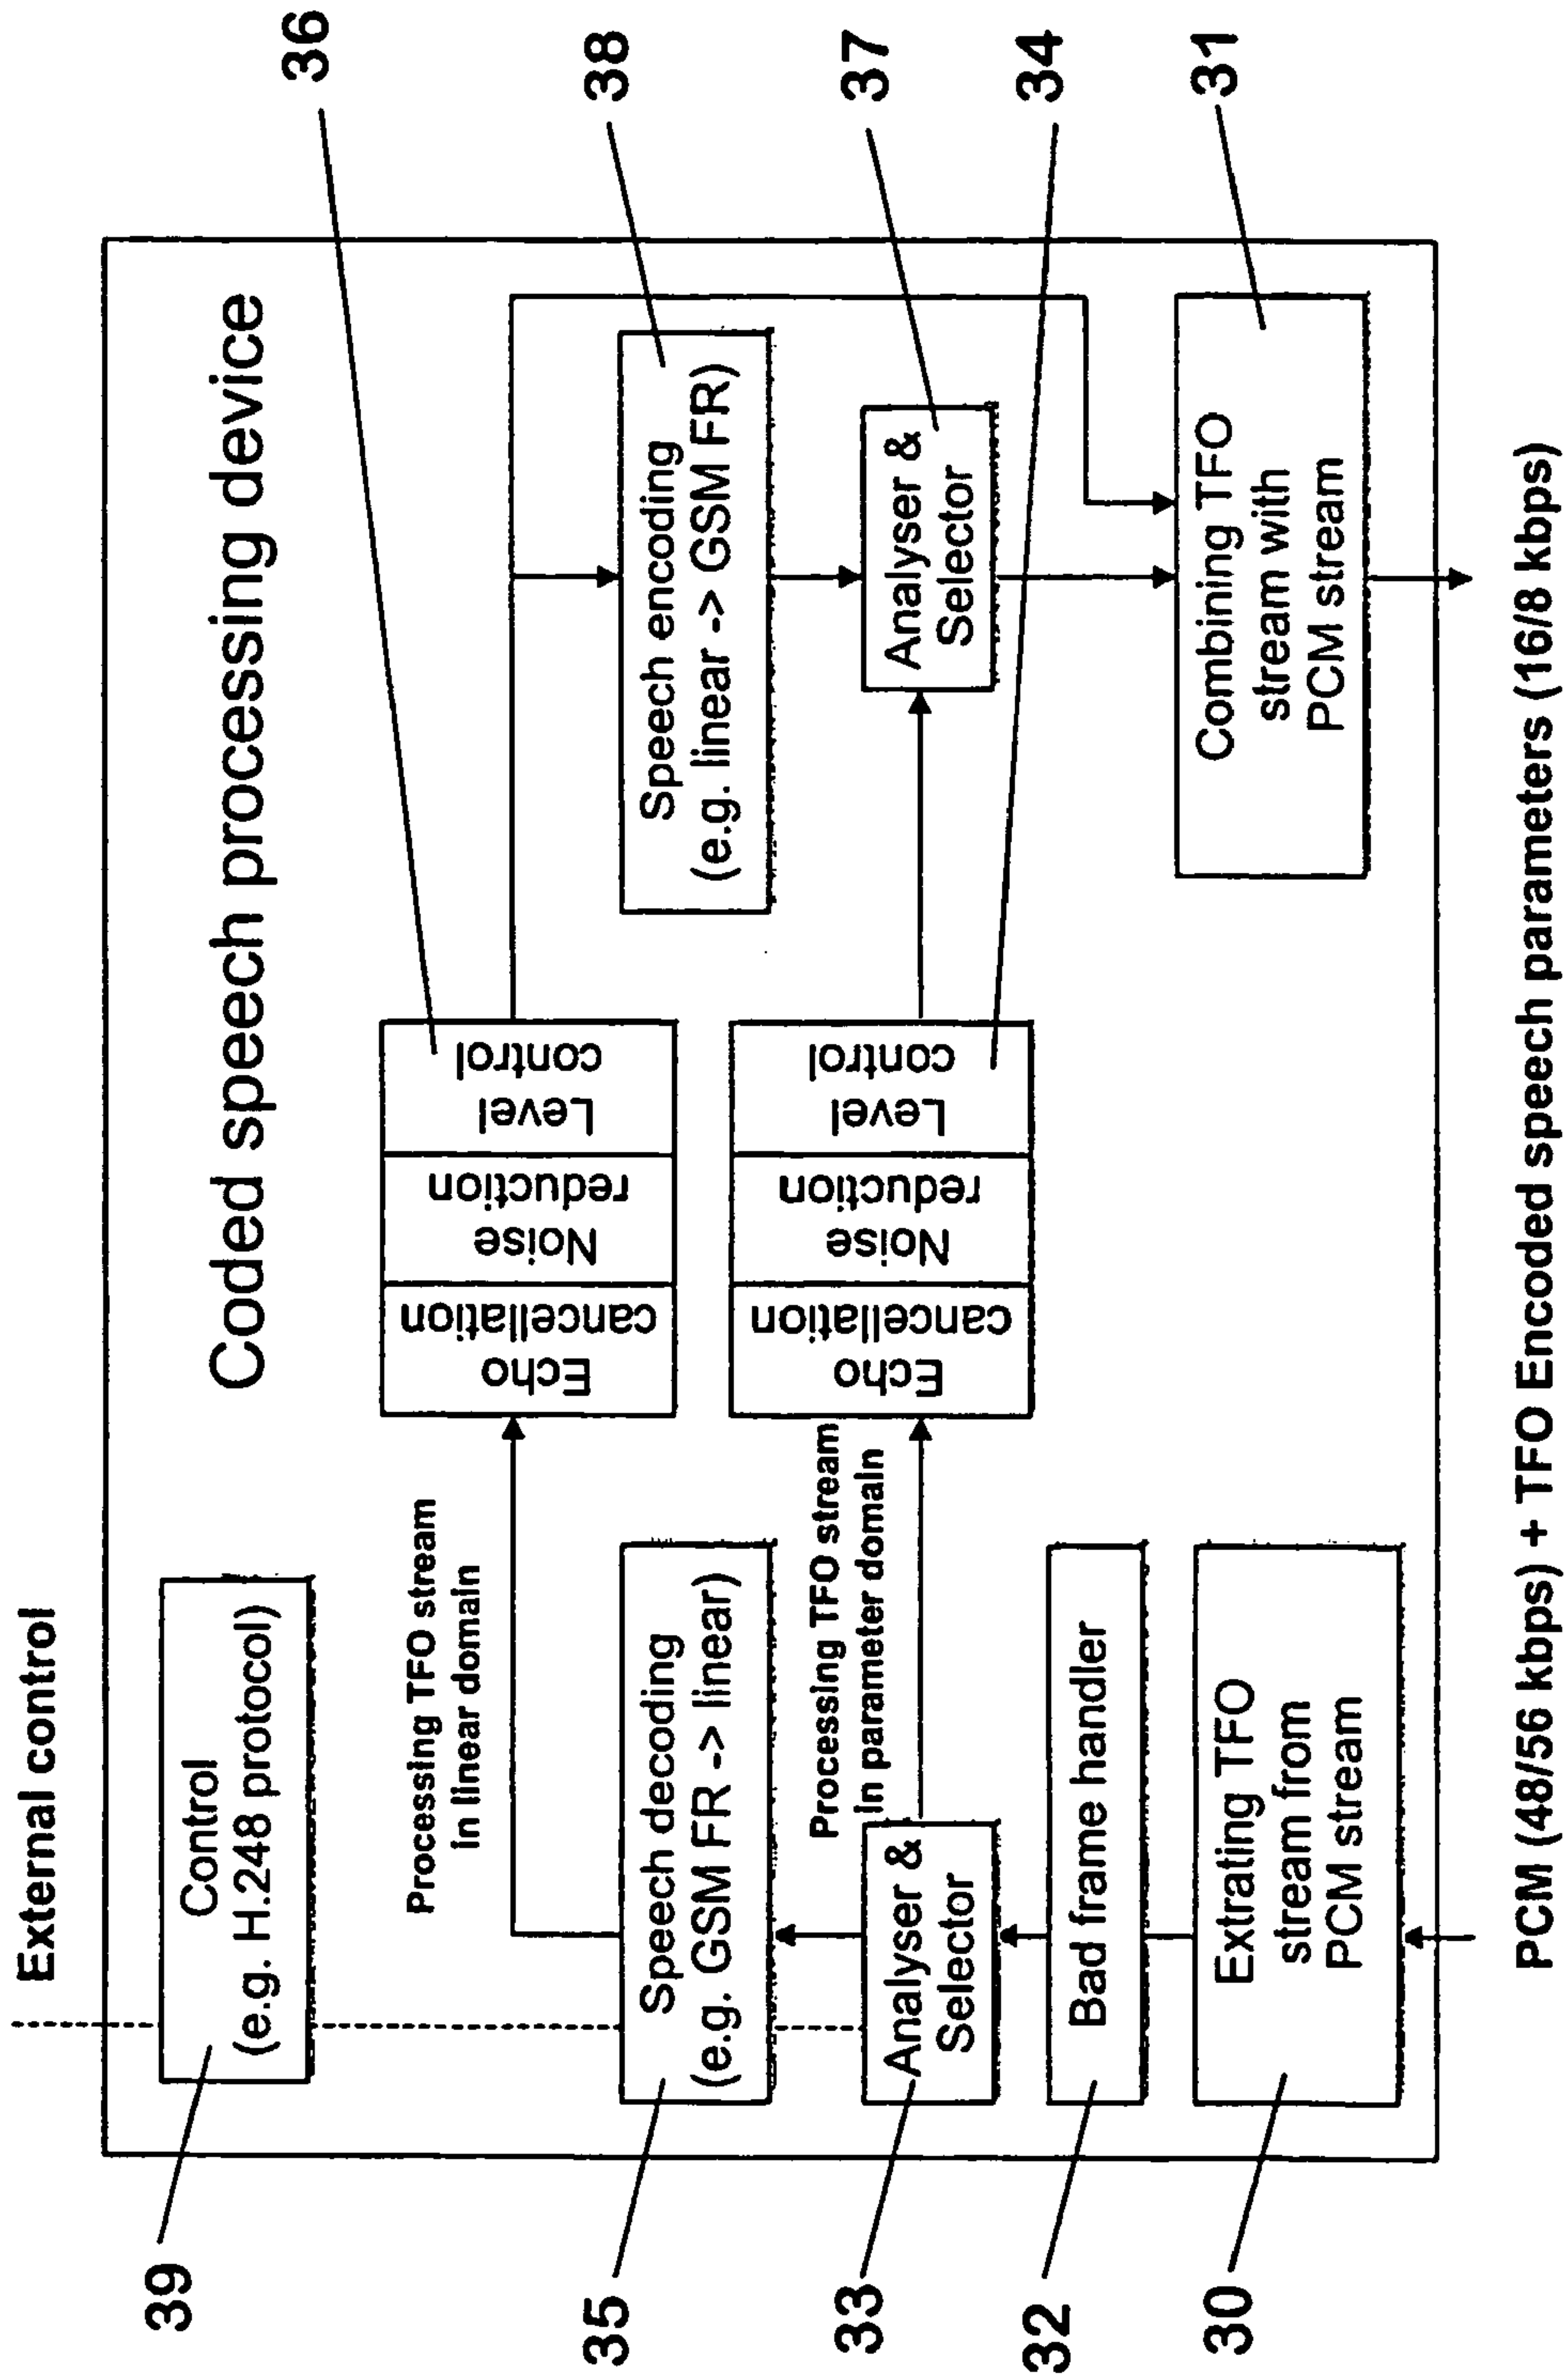 External control
Coded speech processing device
39
Control
(e.g. H.248 protocol)
Processing TFO stream
in linear domain
Echo
cancellation
Noise
reduction
Level
control
36
35
Speech decoding
(e.g. GSM FR -> linear)
Speech encoding
(e.g. linear -> GSM FR)
38
Processing TFO stream
in parameter domain
Echo
cancellation
Noise
reduction
Level
control
33
Analyser &
Selector
Analyser &
Selector
37
34
32
Bad frame handler
30
Extrating TFO
stream from
PCM stream
Combining TFO
stream with
PCM stream
31
PCM (48/56 kbps) + TFO Encoded speech parameters (16/8 kbps)